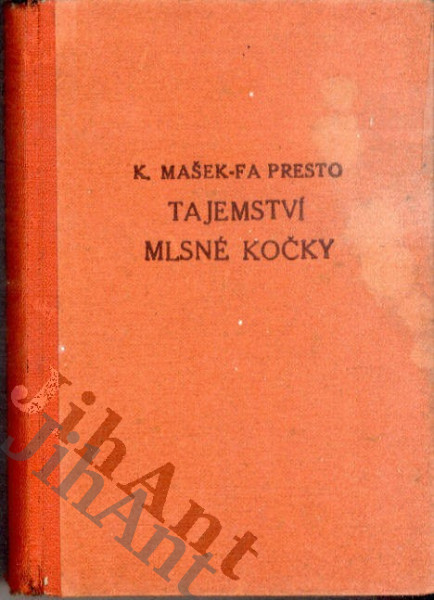 K. MAŠEK-FA PRESTO
TAJEMSTVÍ
MLSNÉ KOČKY
JihAnt
JihAnt